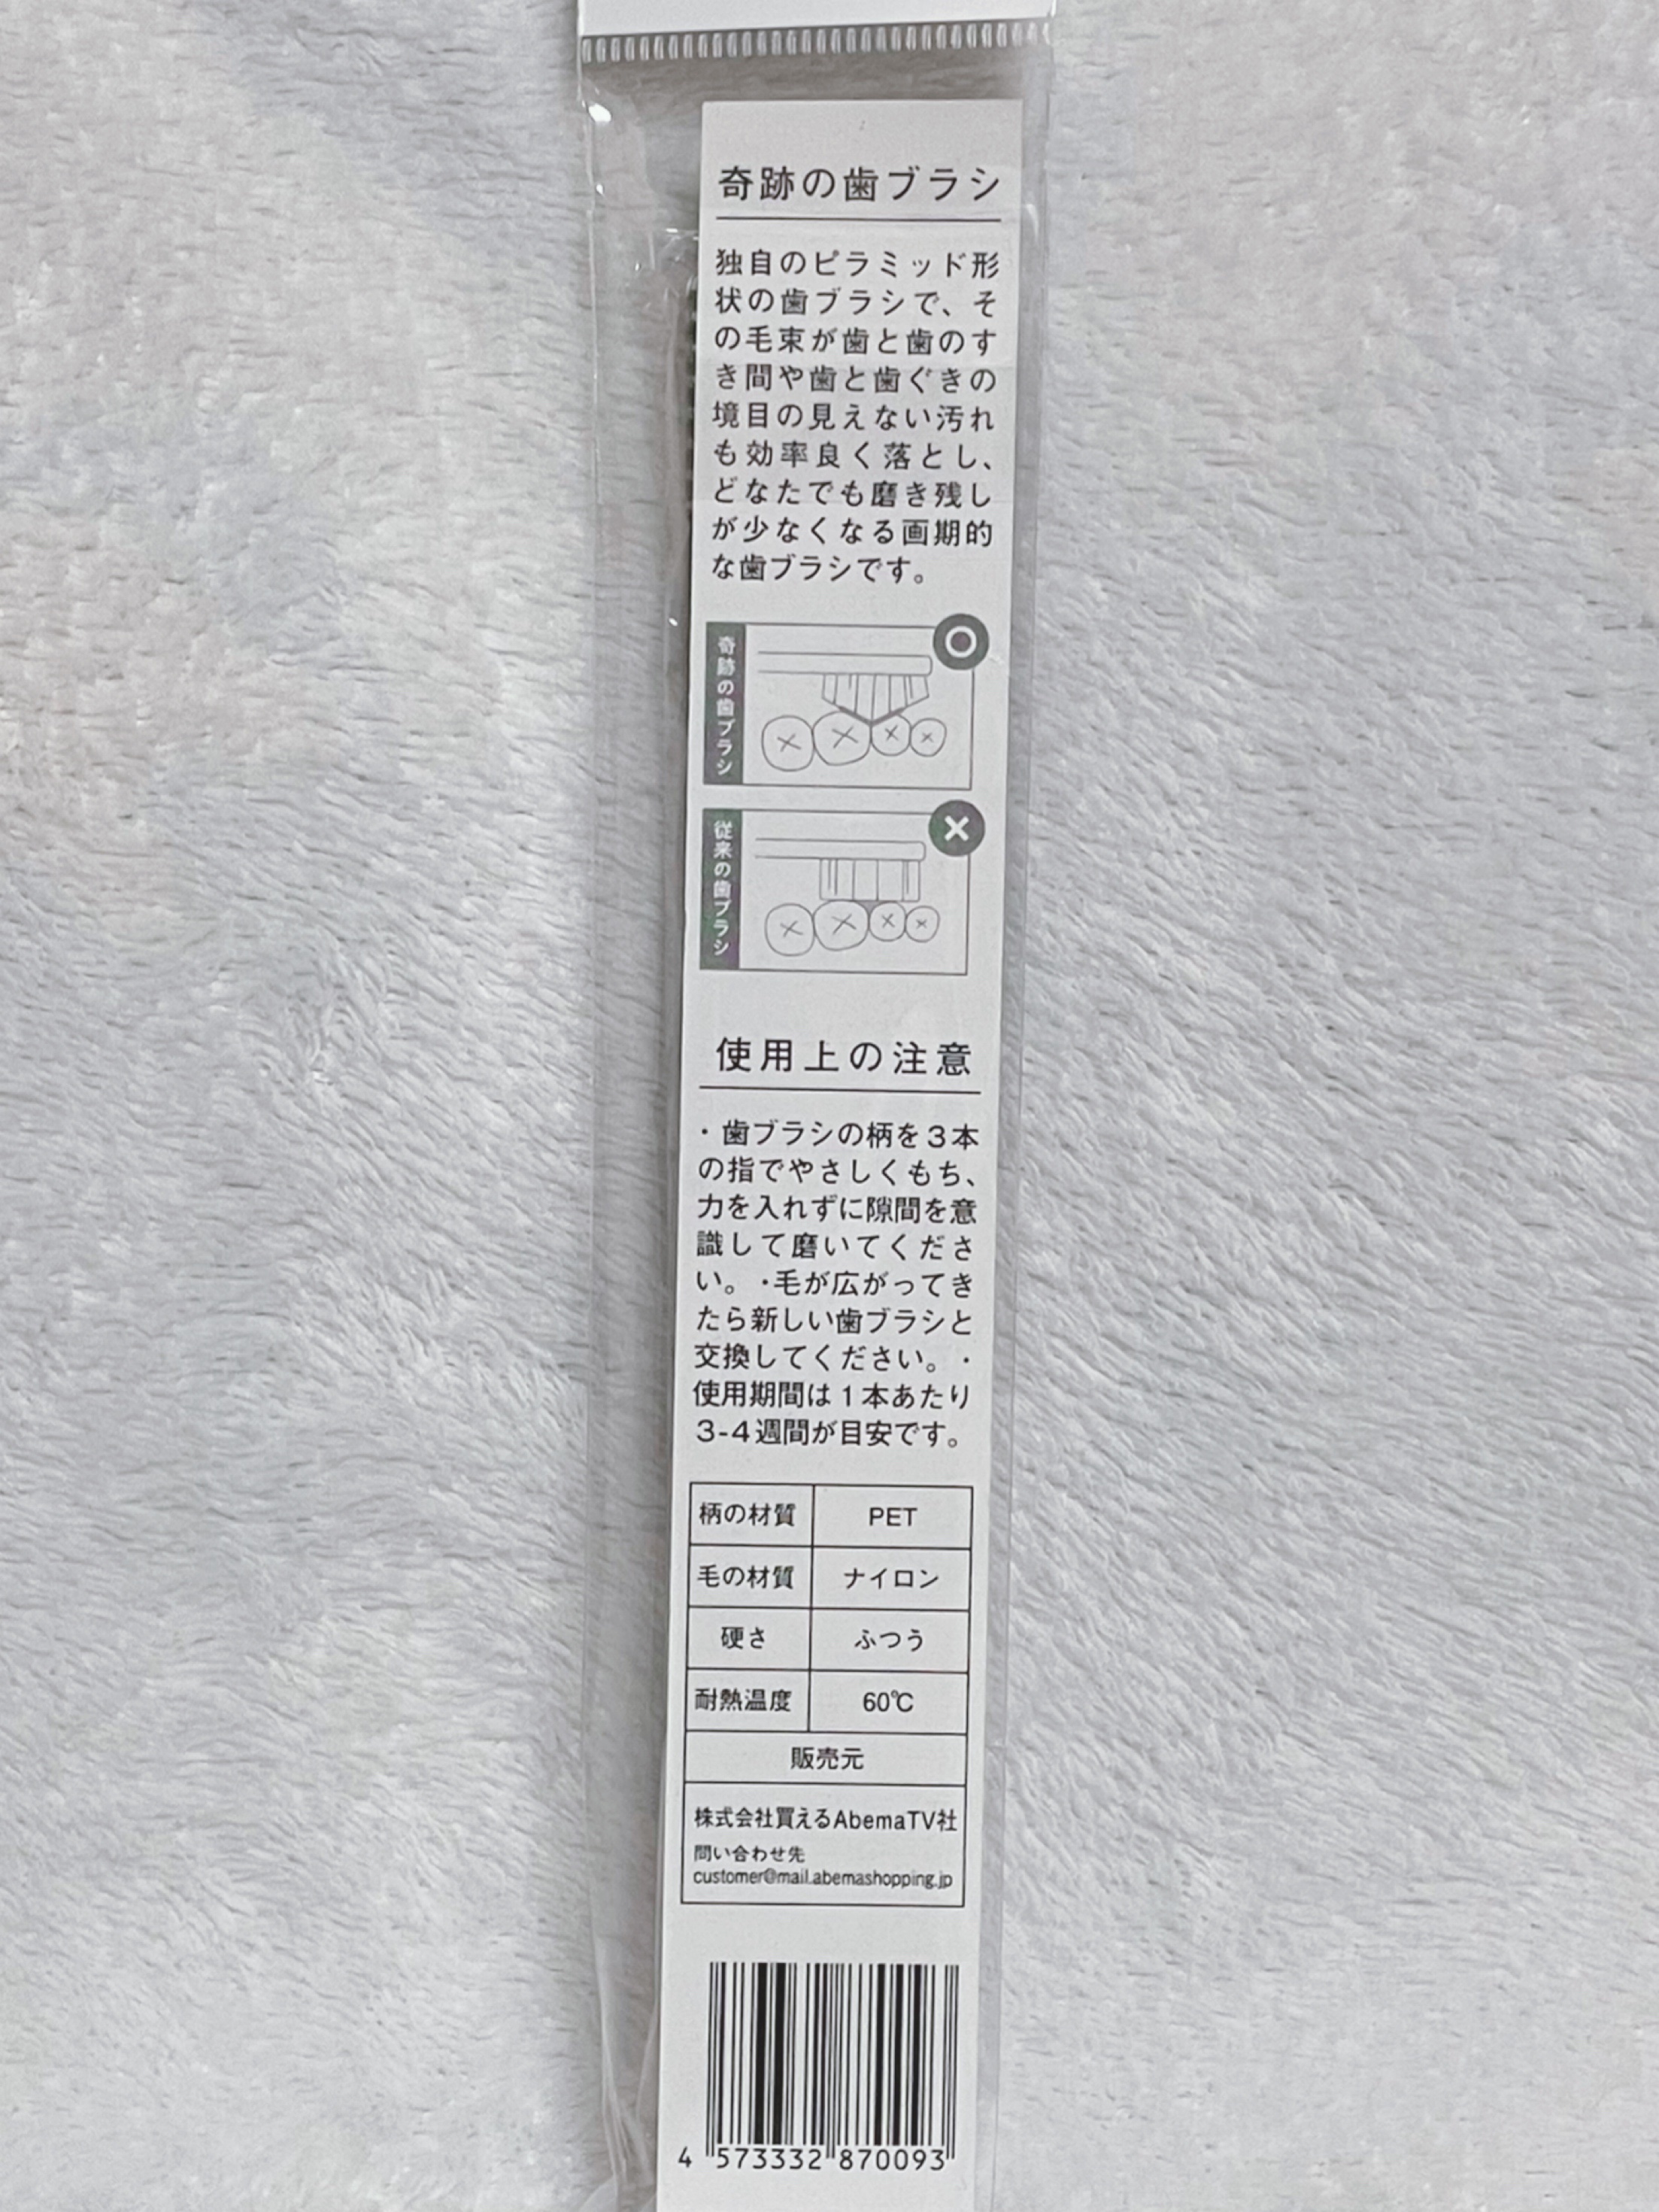 奇跡の歯ブラシ
独自のピラミッド形
状の歯ブラシで、そ
の毛束が歯と歯のす
き間や歯と歯ぐきの
境目の見えない汚れ
も効率良く落とし、
どなたでも磨き残し
が少なくなる画期的
な歯ブラシです。
奇跡の歯ブラシ
従来の歯ブラシ
使用上の注意
・歯ブラシの柄を3本
の指でやさしくもち、
力を入れずに隙間を意
識して磨いてくださ
い。・毛が広がってき
たら新しい歯ブラシと
交換してください。・
使用期間は1本あたり
3-4週間が目安です。
柄の材質 PET
毛の材質 ナイロン
硬さ ふつう
耐熱温度 60℃
販売元
株式会社買えるAbemaTV社
問い合わせ先
customer@mail.abemashopping.jp
4 573332 870093